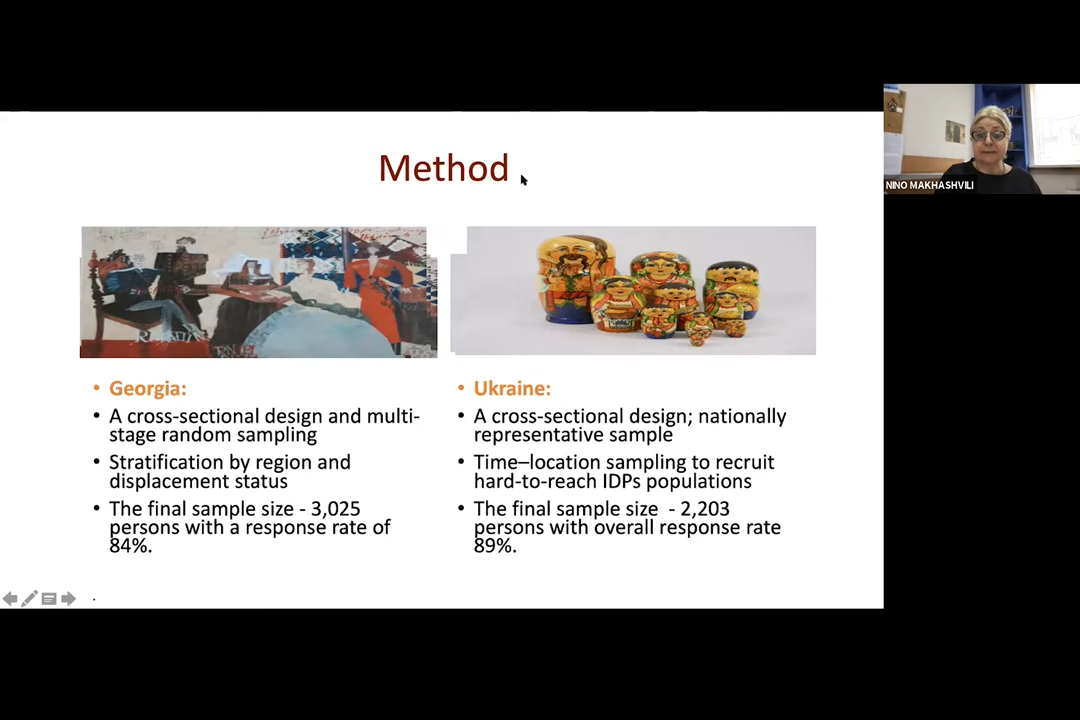 Method
NINO MAKHASHVILI
• Georgia:
• A cross-sectional design and multi-
stage random sampling
• Stratification by region and
displacement status
• The final sample size - 3,025
persons with a response rate of
84%.
• Ukraine:
• A cross-sectional design; nationally
representative sample
• Time–location sampling to recruit
hard-to-reach IDPs populations
• The final sample size  - 2,203
persons with overall response rate
89%.
.